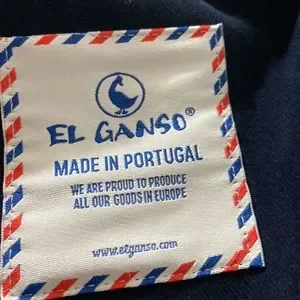 EL GANSO®
MADE IN PORTUGAL
WE ARE PROUD TO PRODUCE
ALL OUR GOODS IN EUROPE
www.elganso.com